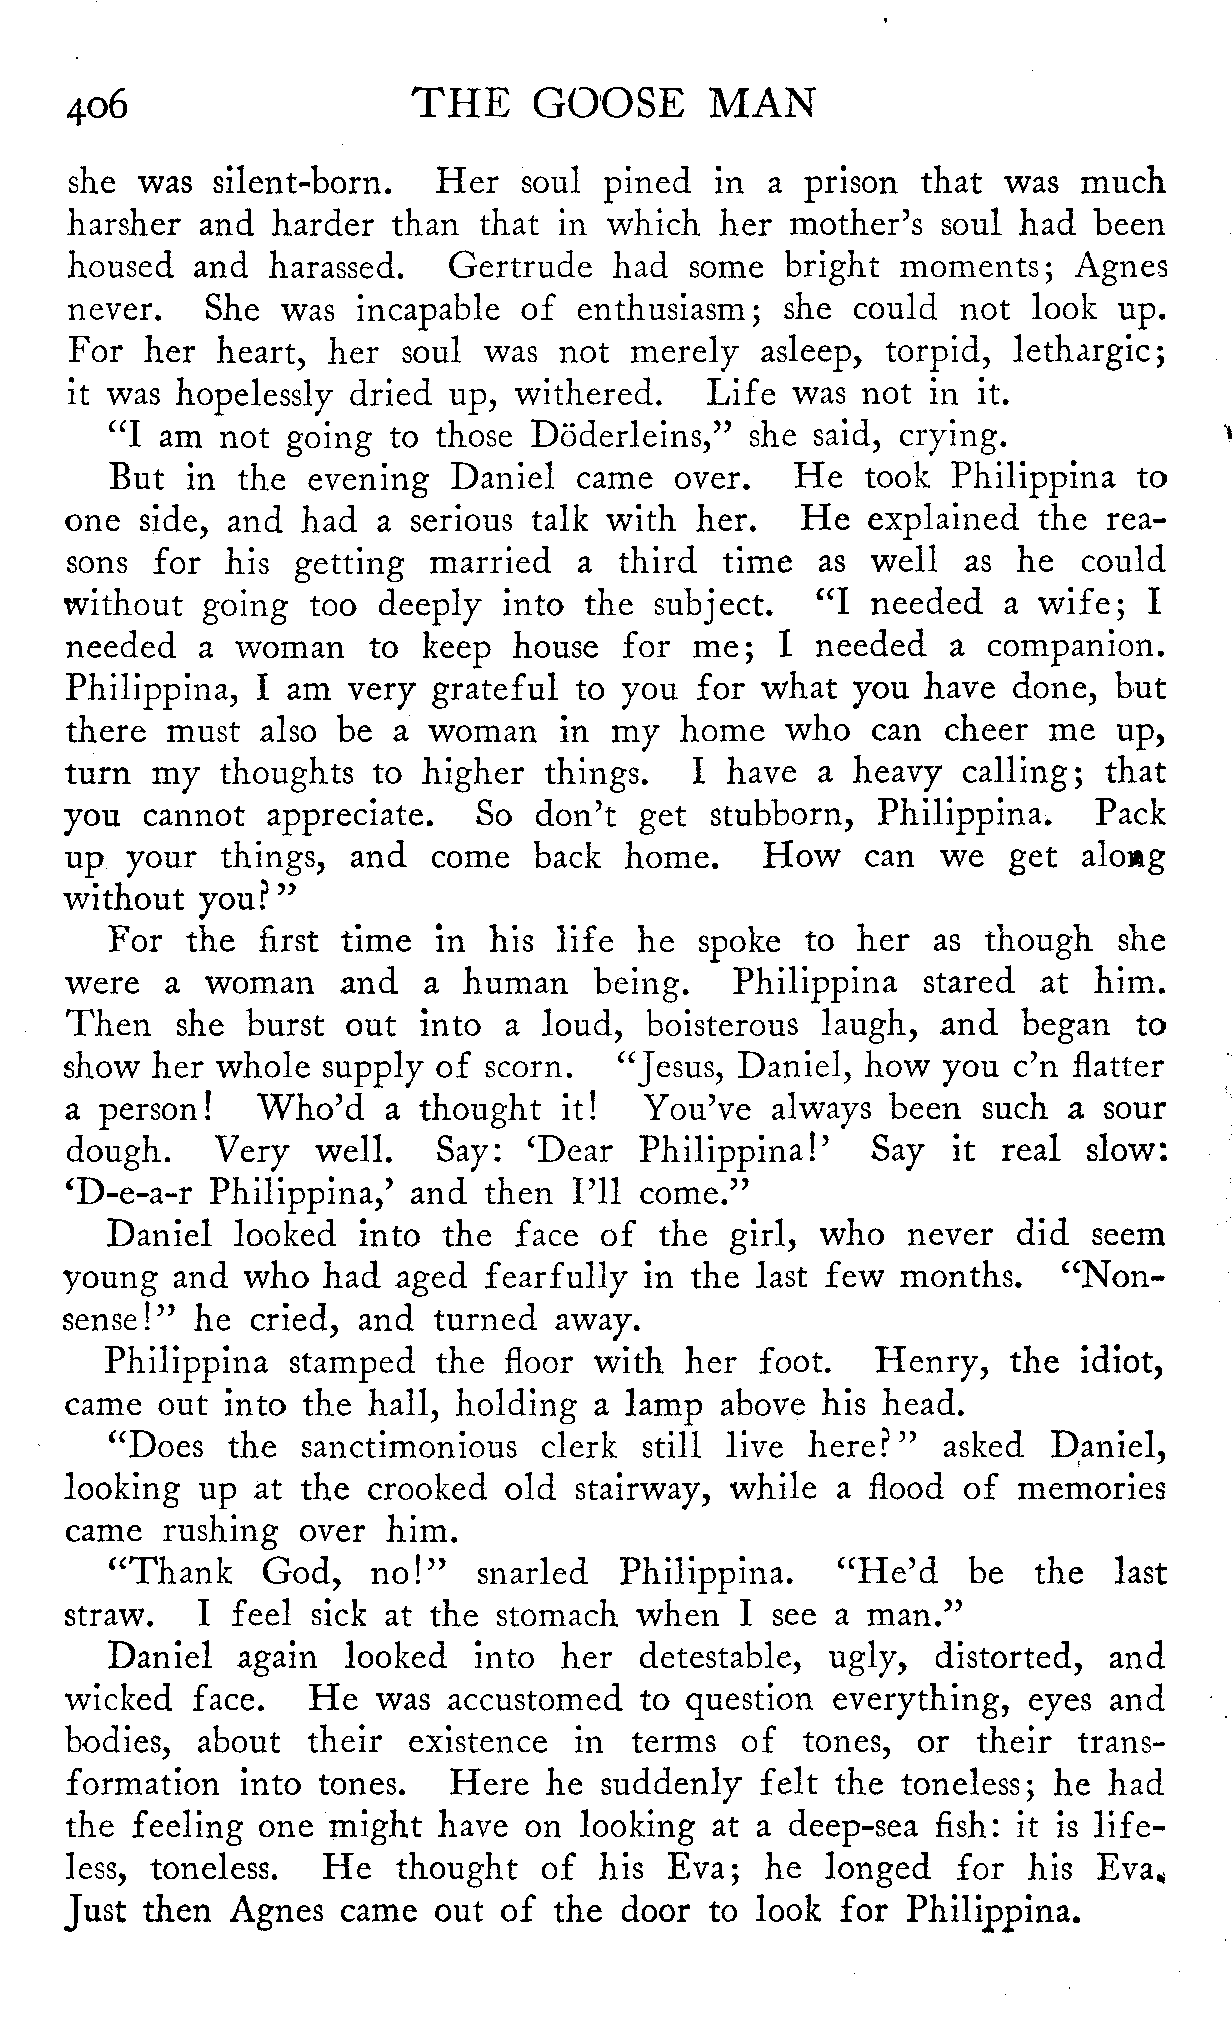 406 THE GOOSE MAN
she was silent-born. Her soul pined in a prison that was much
harsher and harder than that in which her mother's soul had been
housed and harassed. Gertrude had some bright moments; Agnes
never. She was incapable of enthusiasm; she could not look up.
For her heart, her soul was not merely asleep, torpid, lethargic;
it was hopelessly dried up, withered. Life was not in it.
“I am not going to those Döderleins,” she said, crying.
But in the evening Daniel came over. He took Philippina to
one side, and had a serious talk with her. He explained the rea-
sons for his getting married a third time as well as he could
without going too deeply into the subject. “I needed a wife; I
needed a woman to keep house for me; I needed a companion.
Philippina, I am very grateful to you for what you have done, but
there must also be a woman in my home who can cheer me up,
turn my thoughts to higher things. I have a heavy calling; that
you cannot appreciate. So don't get stubborn, Philippina. Pack
up your things, and come back home. How can we get along
without you?”
For the first time in his life he spoke to her as though she
were a woman and a human being. Philippina stared at him.
Then she burst out into a loud, boisterous laugh, and began to
show her whole supply of scorn. “Jesus, Daniel, how you c'n flatter
a person! Who'd a thought it! You've always been such a sour
dough. Very well. Say: ‘Dear Philippina!’ Say it real slow:
‘D-e-a-r Philippina,’ and then I'll come.”
Daniel looked into the face of the girl, who never did seem
young and who had aged fearfully in the last few months. “Non-
sense!” he cried, and turned away.
Philippina stamped the floor with her foot. Henry, the idiot,
came out into the hall, holding a lamp above his head.
“Does the sanctimonious clerk still live here?” asked Daniel,
looking up at the crooked old stairway, while a flood of memories
came rushing over him.
“Thank God, no!” snarled Philippina. “He'd be the last
straw. I feel sick at the stomach when I see a man.”
Daniel again looked into her detestable, ugly, distorted, and
wicked face. He was accustomed to question everything, eyes and
bodies, about their existence in terms of tones, or their trans-
formation into tones. Here he suddenly felt the toneless; he had
the feeling one might have on looking at a deep-sea fish: it is life-
less, toneless. He thought of his Eva; he longed for his Eva.
Just then Agnes came out of the door to look for Philippina.